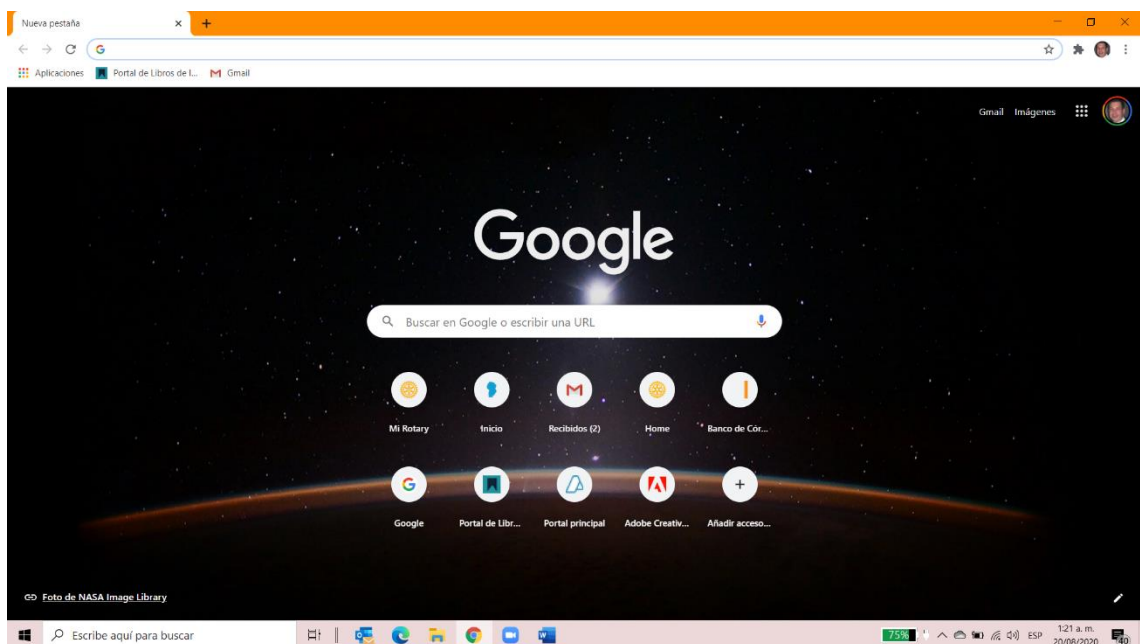 Nueva pestaña
Aplicaciones Portal de Libros de l... Gmail
Gmail Imágenes
Google
Buscar en Google o escribir una URL
Mi Rotary Inicio Recibidos (2) Home Banco de Cór...
Google Portal de Libr... Portal principal Adobe Creativ... Añadir acceso...
Foto de NASA Image Library
Escribe aquí para buscar
75% ESP 1:21 a. m.
20/08/2020 40